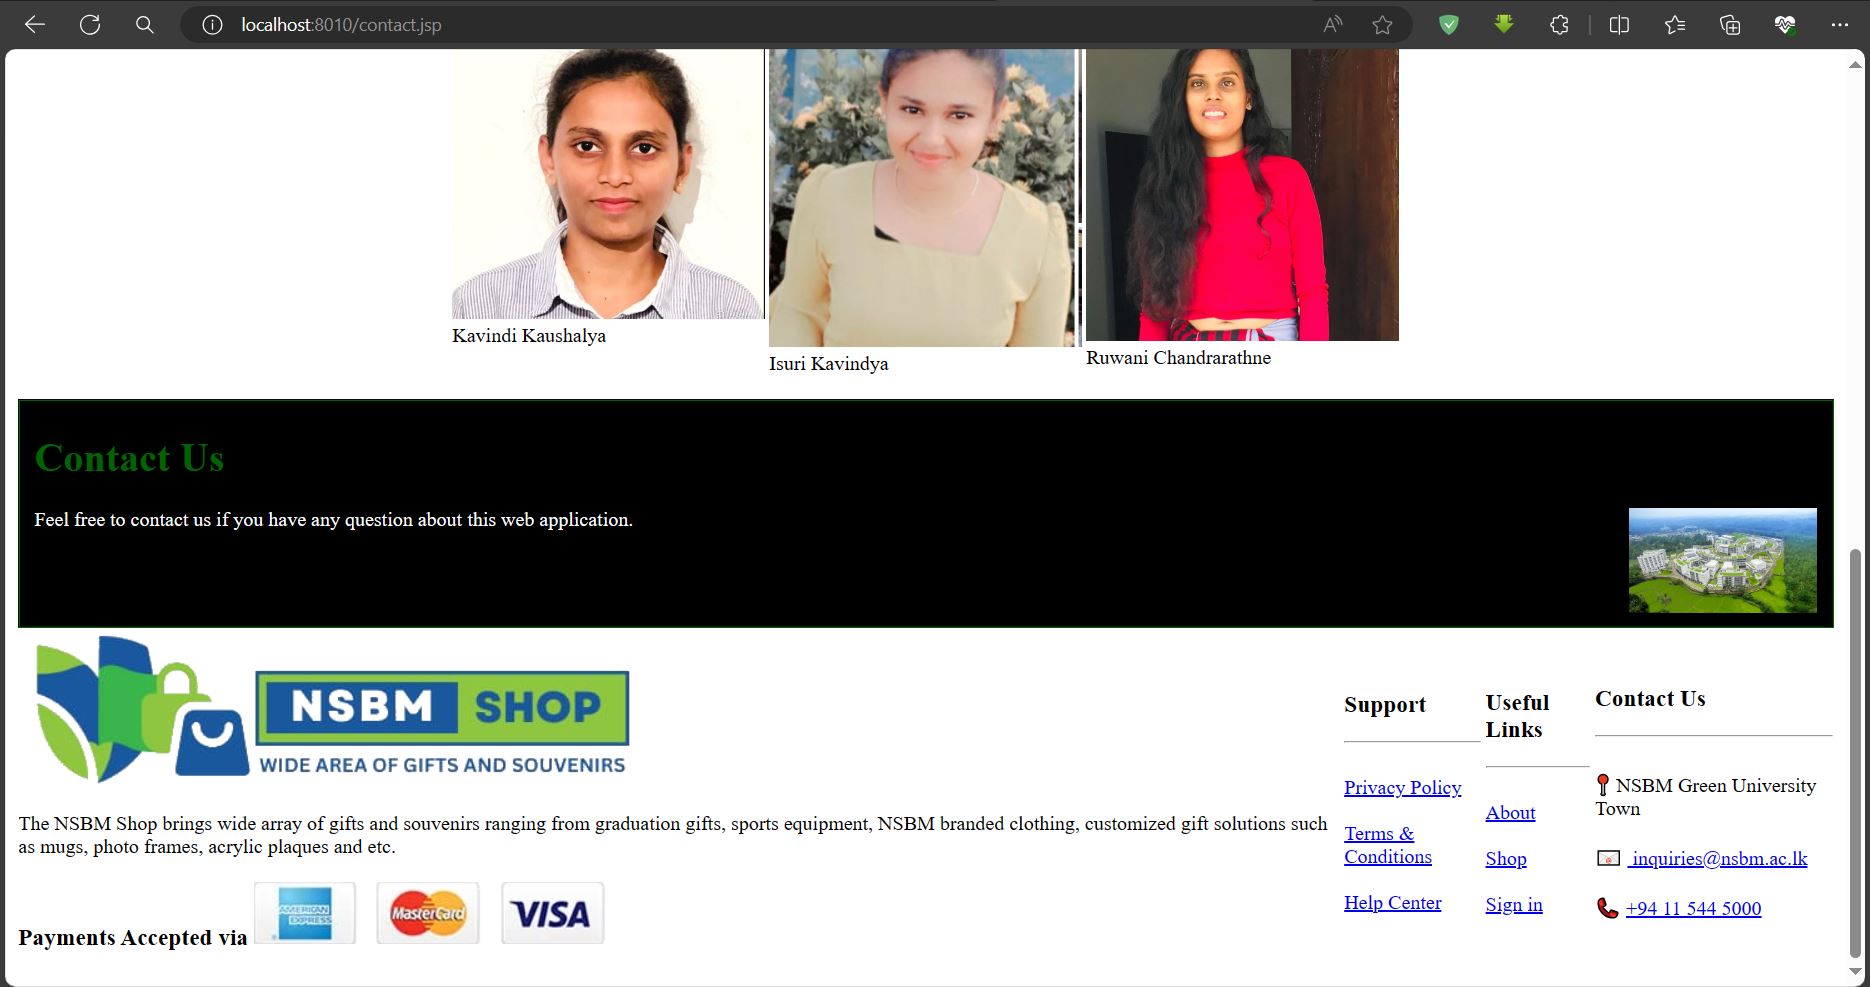 localhost:8010/contact.jsp
Kavindi Kaushalya
Isuri Kavindya
Ruwani Chandrarathne
Contact Us
Feel free to contact us if you have any question about this web application.
NSBM SHOP
WIDE AREA OF GIFTS AND SOUVENIRS
The NSBM Shop brings wide array of gifts and souvenirs ranging from graduation gifts, sports equipment, NSBM branded clothing, customized gift solutions such
as mugs, photo frames, acrylic plaques and etc.
Payments Accepted via
AMERICAN
EXPRESS
MasterCard
VISA
Support
Privacy Policy
Terms &
Conditions
Help Center
Useful
Links
About
Shop
Sign in
Contact Us
NSBM Green University
Town
inquiries@nsbm.ac.lk
+94 11 544 5000